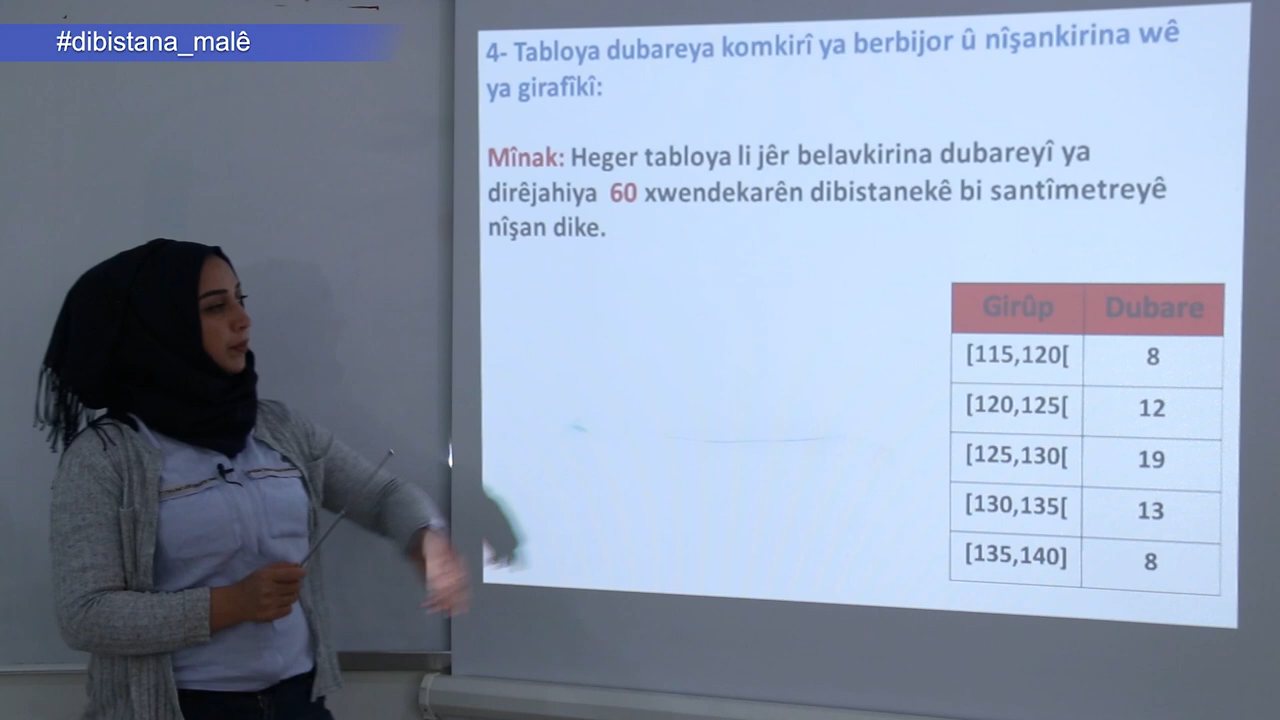 #dibistana_malê
4- Tabloya dubareya komkirî ya berbijor û nîşankirina wê
ya girafîkî:
Mînak: Heger tabloya li jêr belavkirina dubareyî ya
dirêjahiya 60 xwendekarên dibistanekê bi santîmetreyê
nîşan dike.
Girûp Dubare
[115,120[ 8
[120,125[ 12
[125,130[ 19
[130,135[ 13
[135,140] 8